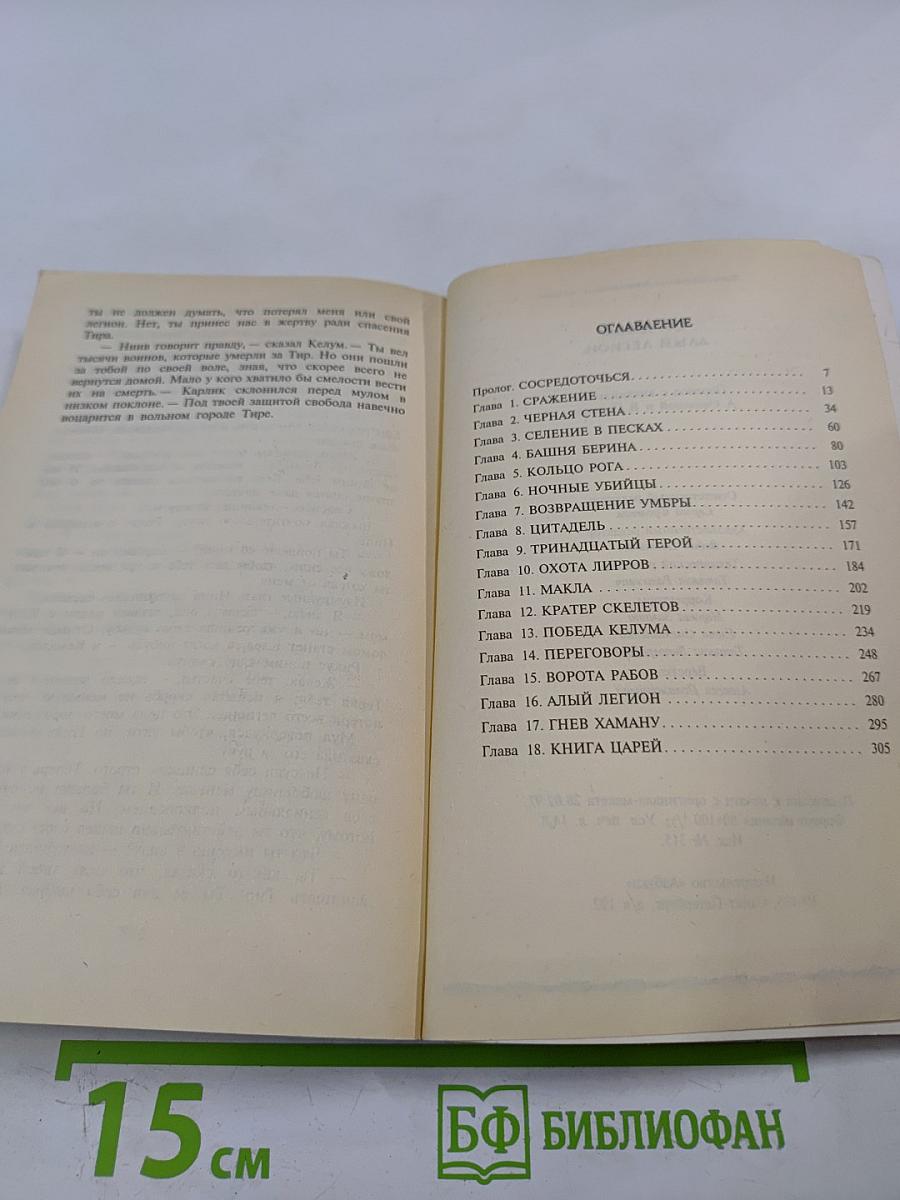 ты не должен думать, что потерял меня или свой
легион. Нет, ты принес нас в жертву ради спасения
Тира.
— Ниив говорит правду, — сказал Келум. — Ты вел
тысячи воинов, которые умерли за Тир. Но они пошли
за тобой по своей воле, зная, что скорее всего не
вернутся домой. Мало у кого хватило бы смелости вести
их на смерть. — Карлик склонился перед мулом в
низком поклоне. — Под твоей защитой свобода навечно
воцарится в вольном городе Тире.
ОГЛАВЛЕНИЕ
Пролог. СОСРЕДОТОЧЬСЯ. 7
Глава 1. СРАЖЕНИЕ 13
Глава 2. ЧЕРНАЯ СТЕНА 34
Глава 3. СЕЛЕНИЕ В ПЕСКАХ 60
Глава 4. БАШНЯ БЕРИНА 80
Глава 5. КОЛЬЦО РОГА 103
Глава 6. НОЧНЫЕ УБИЙЦЫ 126
Глава 7. ВОЗВРАЩЕНИЕ УМБРЫ 142
Глава 8. ЦИТАДЕЛЬ 157
Глава 9. ТРИНАДЦАТЫЙ ГЕРОЙ 171
Глава 10. ОХОТА ЛИРРОВ 184
Глава 11. МАКЛА 202
Глава 12. КРАТЕР СКЕЛЕТОВ 219
Глава 13. ПОБЕДА КЕЛУМА 234
Глава 14. ПЕРЕГОВОРЫ 248
Глава 15. ВОРОТА РАБОВ 267
Глава 16. АЛЫЙ ЛЕГИОН 280
Глава 17. ГНЕВ ХАМАНУ 295
Глава 18. КНИГА ЦАРЕЙ 305
15 см
БФ БИБЛИОФАН